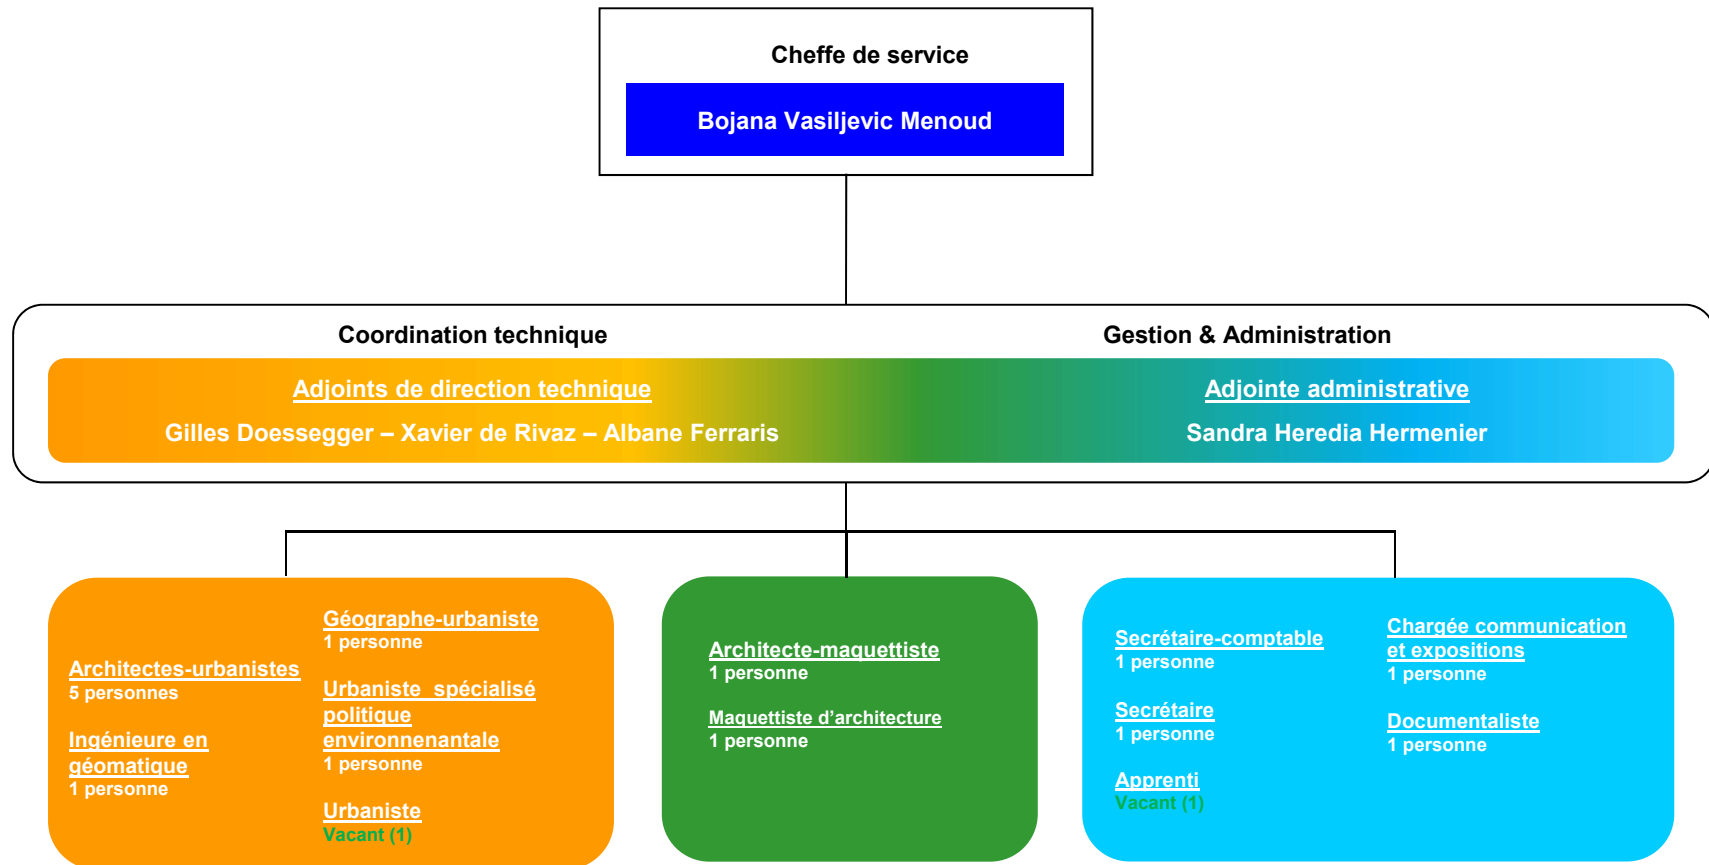 Cheffe de service
Bojana Vasiljevic Menoud
Coordination technique
Gestion & Administration
Adjoints de direction technique
Gilles Doessegger – Xavier de Rivaz – Albane Ferraris
Adjointe administrative
Sandra Heredia Hermenier
Architectes-urbanistes
5 personnes
Ingénieure en
géomatique
1 personne
Géographe-urbaniste
1 personne
Urbaniste spécialisé
politique
environnenantale
1 personne
Urbaniste
Vacant (1)
Architecte-maquettiste
1 personne
Maquettiste d’architecture
1 personne
Secrétaire-comptable
1 personne
Secrétaire
1 personne
Apprenti
Vacant (1)
Chargée communication
et expositions
1 personne
Documentaliste
1 personne